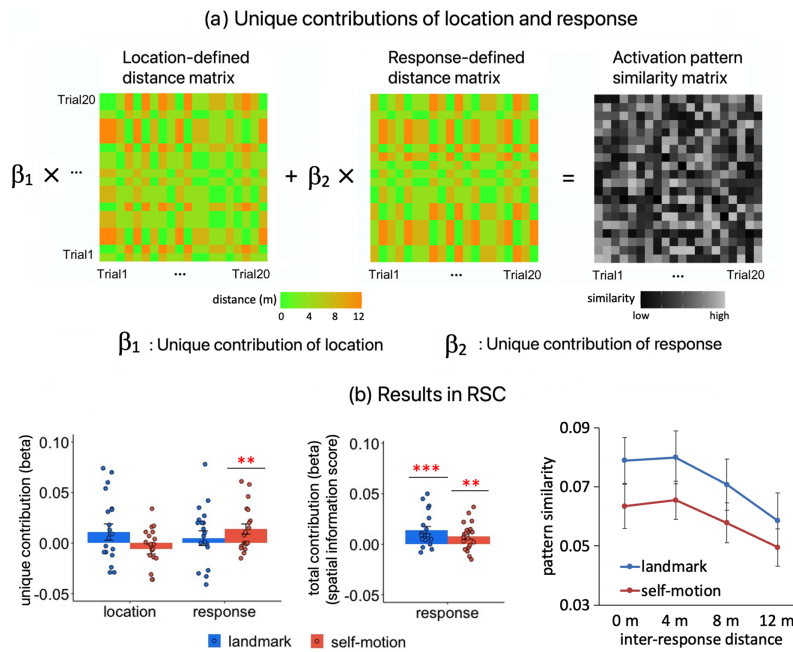 (a) Unique contributions of location and response
Location-defined
distance matrix
Response-defined
distance matrix
Activation pattern
similarity matrix
Trial20
β1 × ...
+ β2 ×
=
Trial1
Trial1 ... Trial20
Trial1 ... Trial20
Trial1 ... Trial20
distance (m)
0 4 8 12
similarity
low high
β1 : Unique contribution of location
β2 : Unique contribution of response
(b) Results in RSC
unique contribution (beta)
0.10
0.05
0.00
-0.05
**
location response
total contribution (beta)
(spatial information score)
0.10
0.05
0.00
-0.05
***
**
response
landmark self-motion
pattern similarity
0.09
0.07
0.05
0.03
landmark
self-motion
0 m 4 m 8 m 12 m
inter-response distance